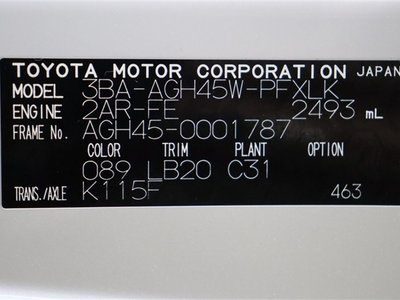 TOYOTA MOTOR CORPORATION JAPAN
MODEL 3BA-AGH45W-PFXLK
ENGINE 2AR-FE 2493 mL
FRAME No. AGH45-0001787
COLOR TRIM PLANT OPTION
089 LB20 C31
TRANS./AXLE K115F 463